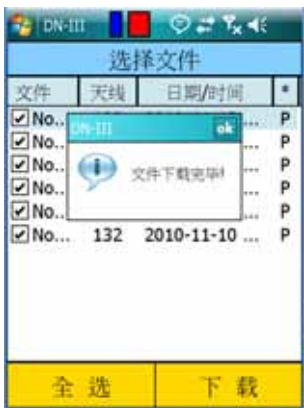 DN-III
选择文件
文件 天线 日期/时间 *
No.. ... P
DN-III ok
No.. P
No.. ... P
文件下载完毕!
No.. ... P
No.. ... P
No... 132 2010-11-10 ... P
全 选 下 载